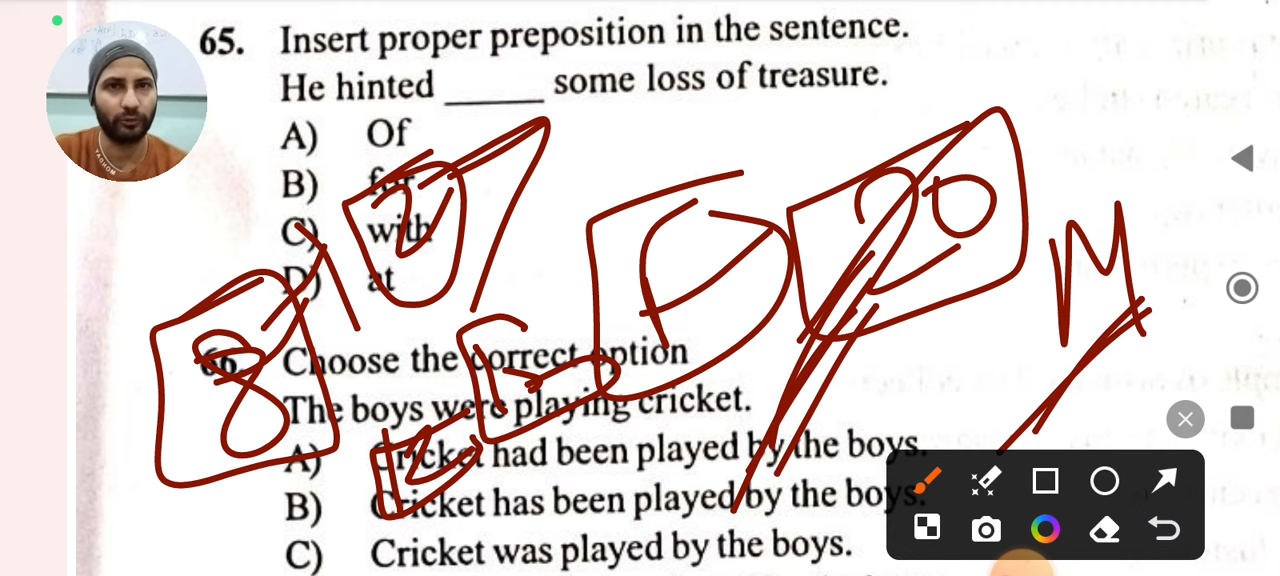 65. Insert proper preposition in the sentence.
He hinted ______ some loss of treasure.
A) Of
B) for
C) with
D) at
66. Choose the correct option
The boys were playing cricket.
A) Cricket had been played by the boys.
B) Cricket has been played by the boys.
C) Cricket was played by the boys.
8
20
M